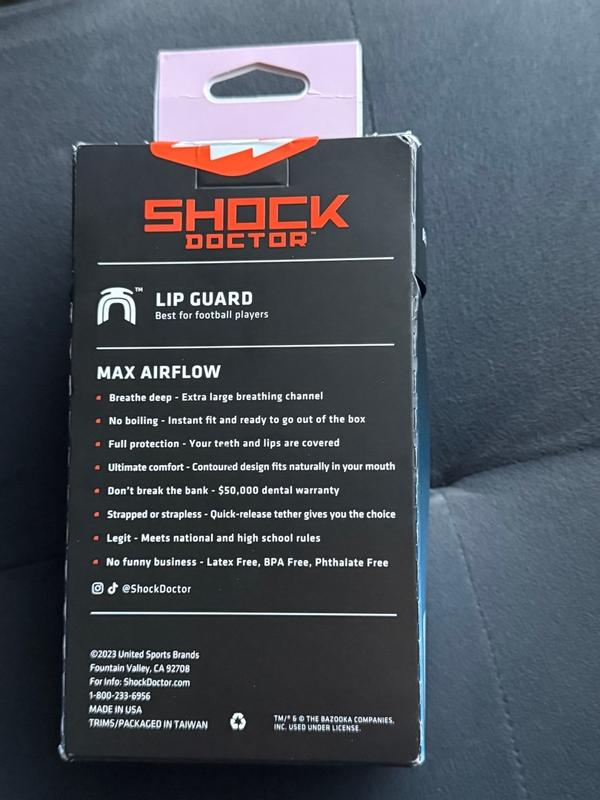 SHOCK
DOCTOR™
™
LIP GUARD
Best for football players
MAX AIRFLOW
Breathe deep - Extra large breathing channel
No boiling - Instant fit and ready to go out of the box
Full protection - Your teeth and lips are covered
Ultimate comfort - Contoured design fits naturally in your mouth
Don't break the bank - $50,000 dental warranty
Strapped or strapless - Quick-release tether gives you the choice
Legit - Meets national and high school rules
No funny business - Latex Free, BPA Free, Phthalate Free
@ShockDoctor
©2023 United Sports Brands
Fountain Valley, CA 92708
For Info: ShockDoctor.com
1-800-233-6956
MADE IN USA
TRIMS/PACKAGED IN TAIWAN
TM/® & © THE BAZOOKA COMPANIES,
INC. USED UNDER LICENSE.